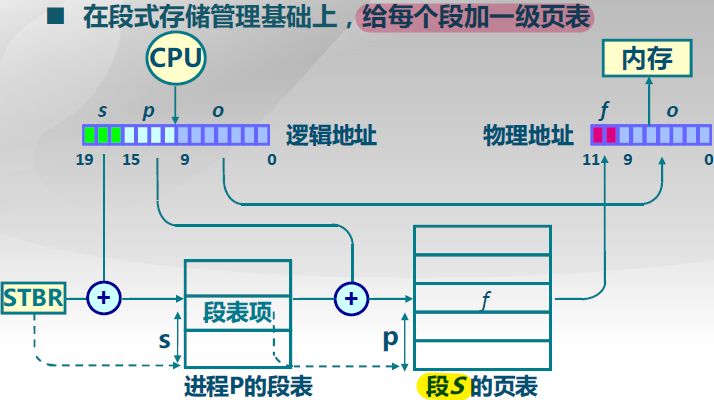 ■ 在段式存储管理基础上，给每个段加一级页表
CPU
内存
s p o
f o
逻辑地址
物理地址
19 15 9 0
11 9 0
STBR
+
段表项
+
f
s
p
进程P的段表
段S的页表